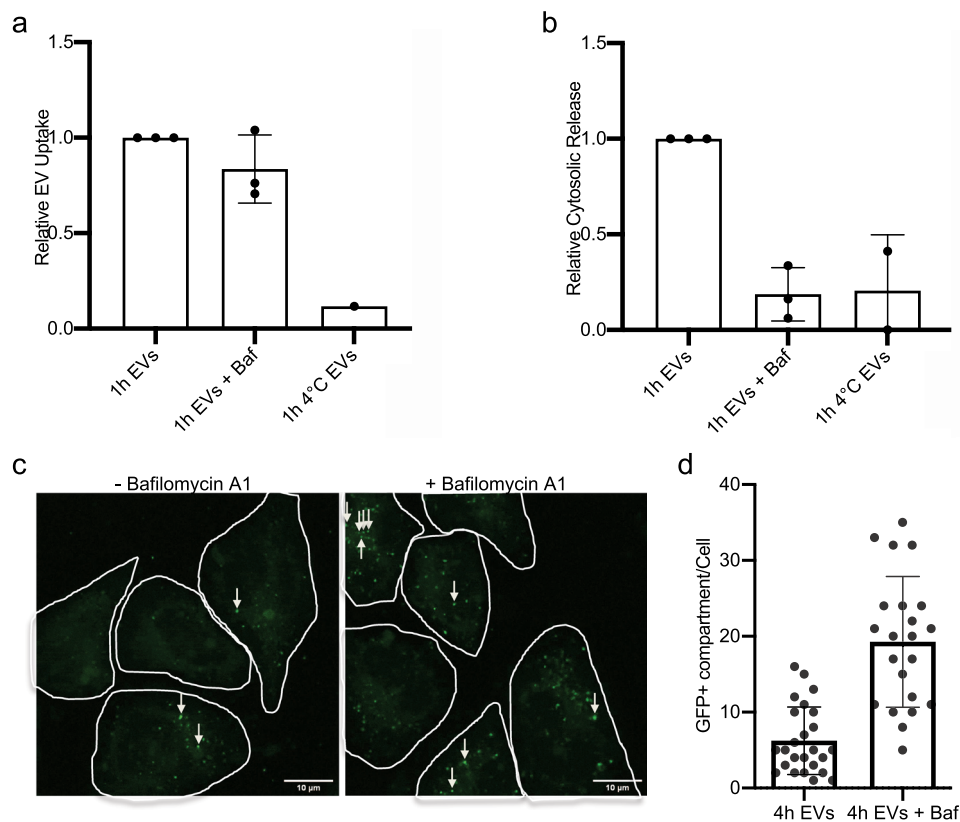 a
Relative EV Uptake
1.5
1.0
0.5
0.0
1h EVs
1h EVs + Baf
1h 4°C EVs
b
Relative Cytosolic Release
1.5
1.0
0.5
0.0
1h EVs
1h EVs + Baf
1h 4°C EVs
c
- Bafilomycin A1
+ Bafilomycin A1
10 µm
10 µm
d
GFP+ compartment/Cell
40
30
20
10
0
4h EVs
4h EVs + Baf